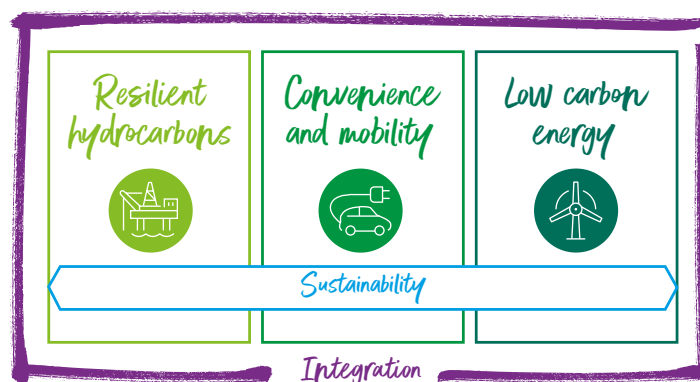 Resilient
hydrocarbons
Convenience
and mobility
Low carbon
energy
Sustainability
Integration